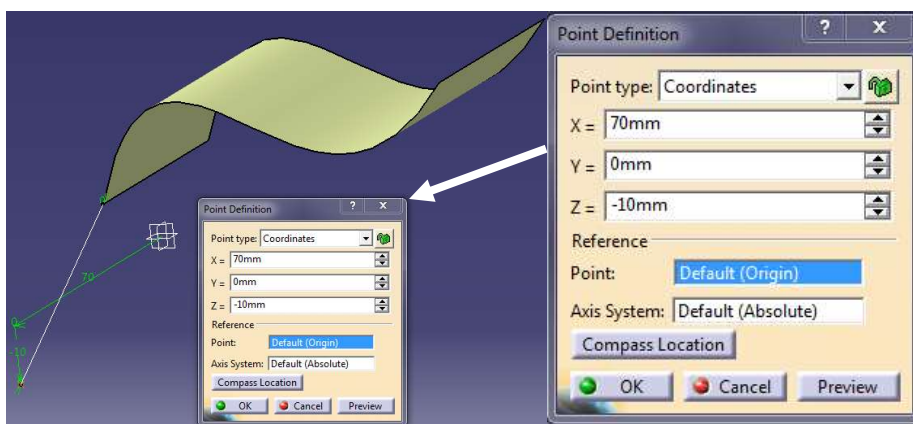 70
0
-10
Point Definition ? X
Point type: Coordinates
X = 70mm
Y = 0mm
Z = -10mm
Reference
Point: Default (Origin)
Axis System: Default (Absolute)
Compass Location
OK Cancel Preview
Point Definition ? X
Point type: Coordinates
X = 70mm
Y = 0mm
Z = -10mm
Reference
Point: Default (Origin)
Axis System: Default (Absolute)
Compass Location
OK Cancel Preview